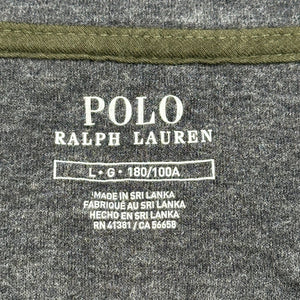 POLO
RALPH LAUREN
L • G • 180/100A
MADE IN SRI LANKA
FABRIQUÉ AU SRI LANKA
HECHO EN SRI LANKA
RN 41381 / CA 56658